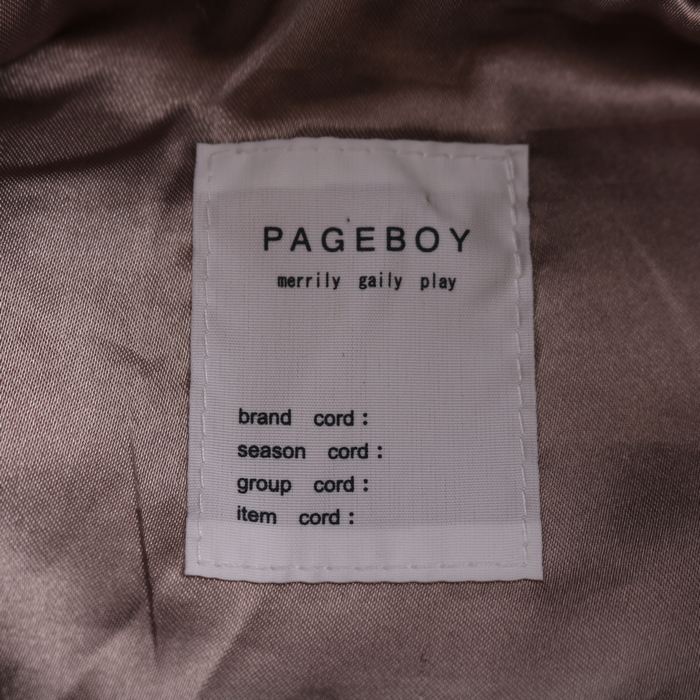 PAGEBOY
merrily gaily play
brand cord :
season cord :
group cord :
item cord :